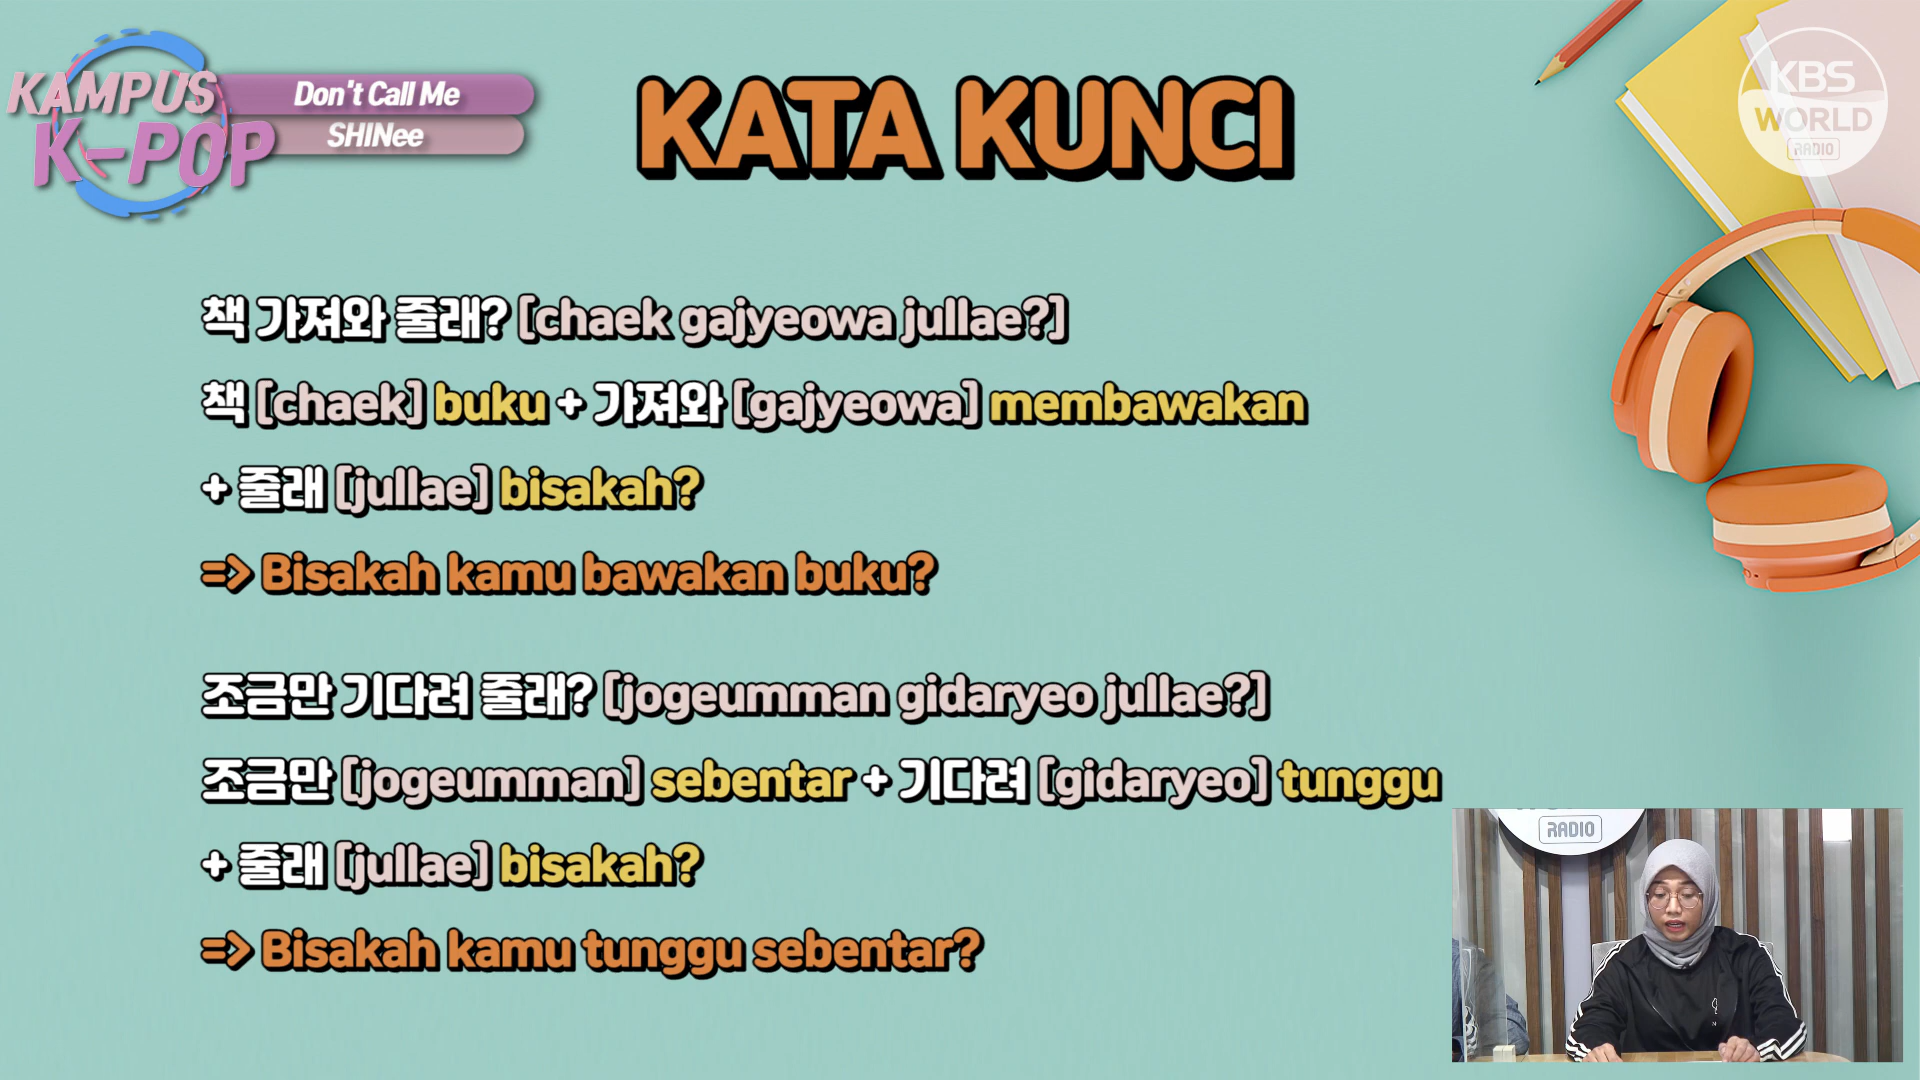 KAMPUS
K-POP
Don't Call Me
SHINee
KATA KUNCI
KBS
WORLD
RADIO
책 가져와 줄래? [chaek gajyeowa jullae?]
책 [chaek] buku + 가져와 [gajyeowa] membawakan
+ 줄래 [jullae] bisakah?
=> Bisakah kamu bawakan buku?
조금만 기다려 줄래? [jogeumman gidaryeo jullae?]
조금만 [jogeumman] sebentar + 기다려 [gidaryeo] tunggu
+ 줄래 [jullae] bisakah?
=> Bisakah kamu tunggu sebentar?
RADIO